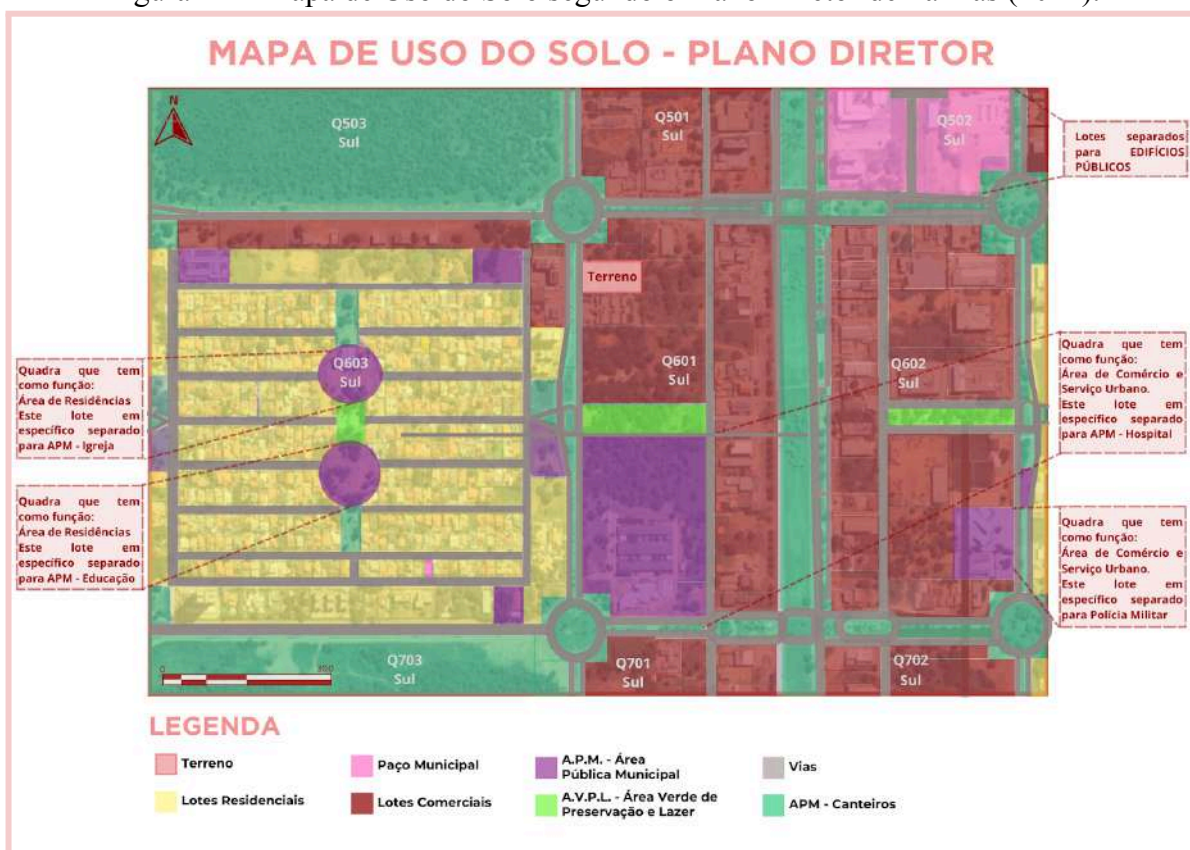 MAPA DE USO DO SOLO - PLANO DIRETOR
N
Q503
Sul
Q501
Sul
Q502
Sul
Lotes separados
para EDIFÍCIOS
PÚBLICOS
Terreno
Q603
Sul
Q601
Sul
Q602
Sul
Quadra que tem
como função:
Área de Residências
Este lote em
específico separado
para APM - Igreja
Quadra que tem
como função:
Área de Comércio e
Serviço Urbano.
Este lote em
específico separado
para APM - Hospital
Quadra que tem
como função:
Área de Residências
Este lote em
específico separado
para APM - Educação
Quadra que tem
como função:
Área de Comércio e
Serviço Urbano.
Este lote em
específico separado
para Polícia Militar
0
Q703
Sul
Q701
Sul
Q702
Sul
LEGENDA
Terreno
Paço Municipal
A.P.M. - Área
Pública Municipal
Vias
Lotes Residenciais
Lotes Comerciais
A.V.P.L. - Área Verde de
Preservação e Lazer
APM - Canteiros